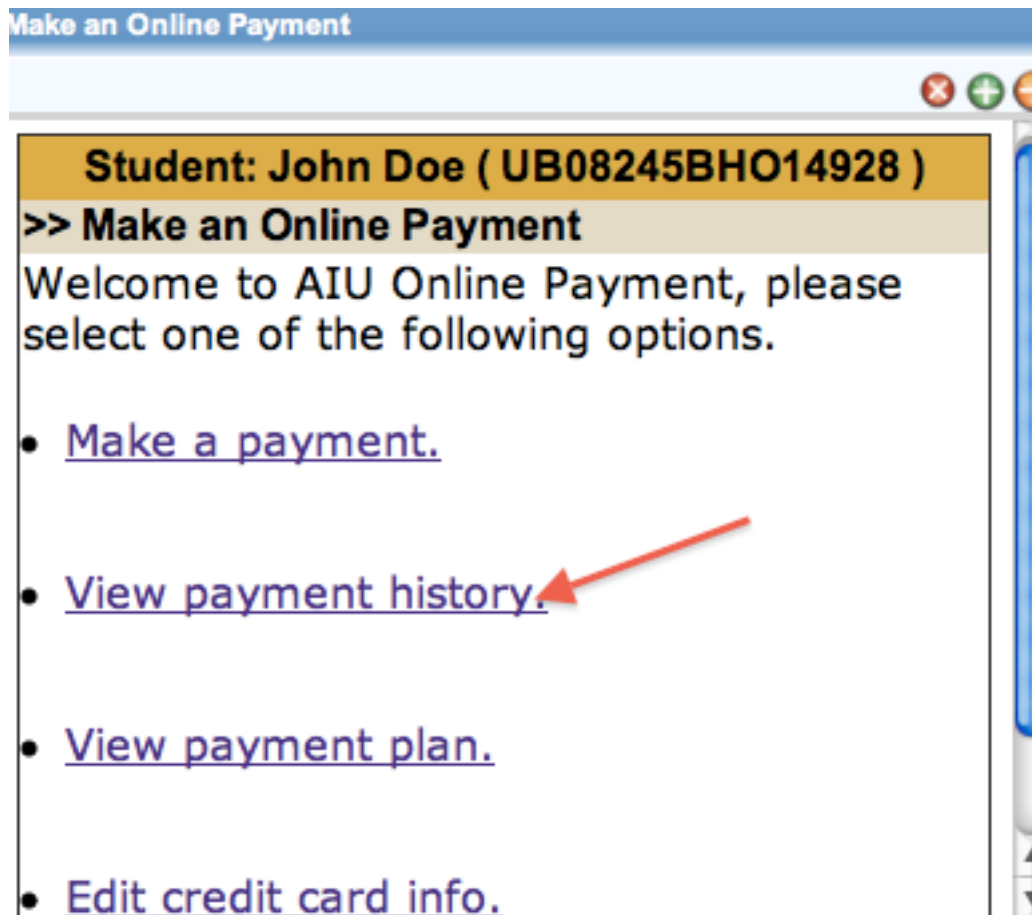 Make an Online Payment
Student: John Doe ( UB08245BHO14928 )
>> Make an Online Payment
Welcome to AIU Online Payment, please
select one of the following options.
Make a payment.
View payment history.
View payment plan.
Edit credit card info.